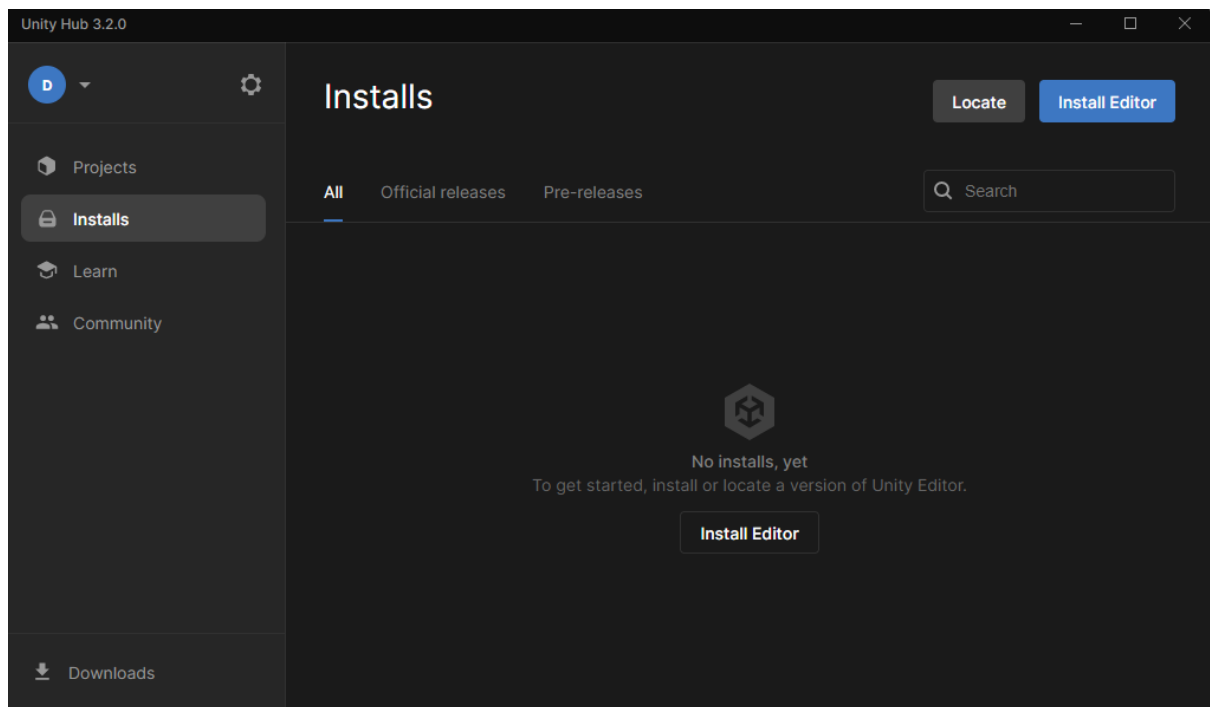 Unity Hub 3.2.0
D
Installs
Locate
Install Editor
Projects
Installs
Learn
Community
All
Official releases
Pre-releases
Search
No installs, yet
To get started, install or locate a version of Unity Editor.
Install Editor
Downloads